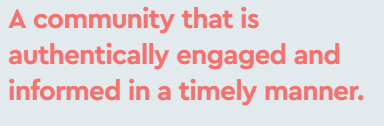 A community that is
authentically engaged and
informed in a timely manner.